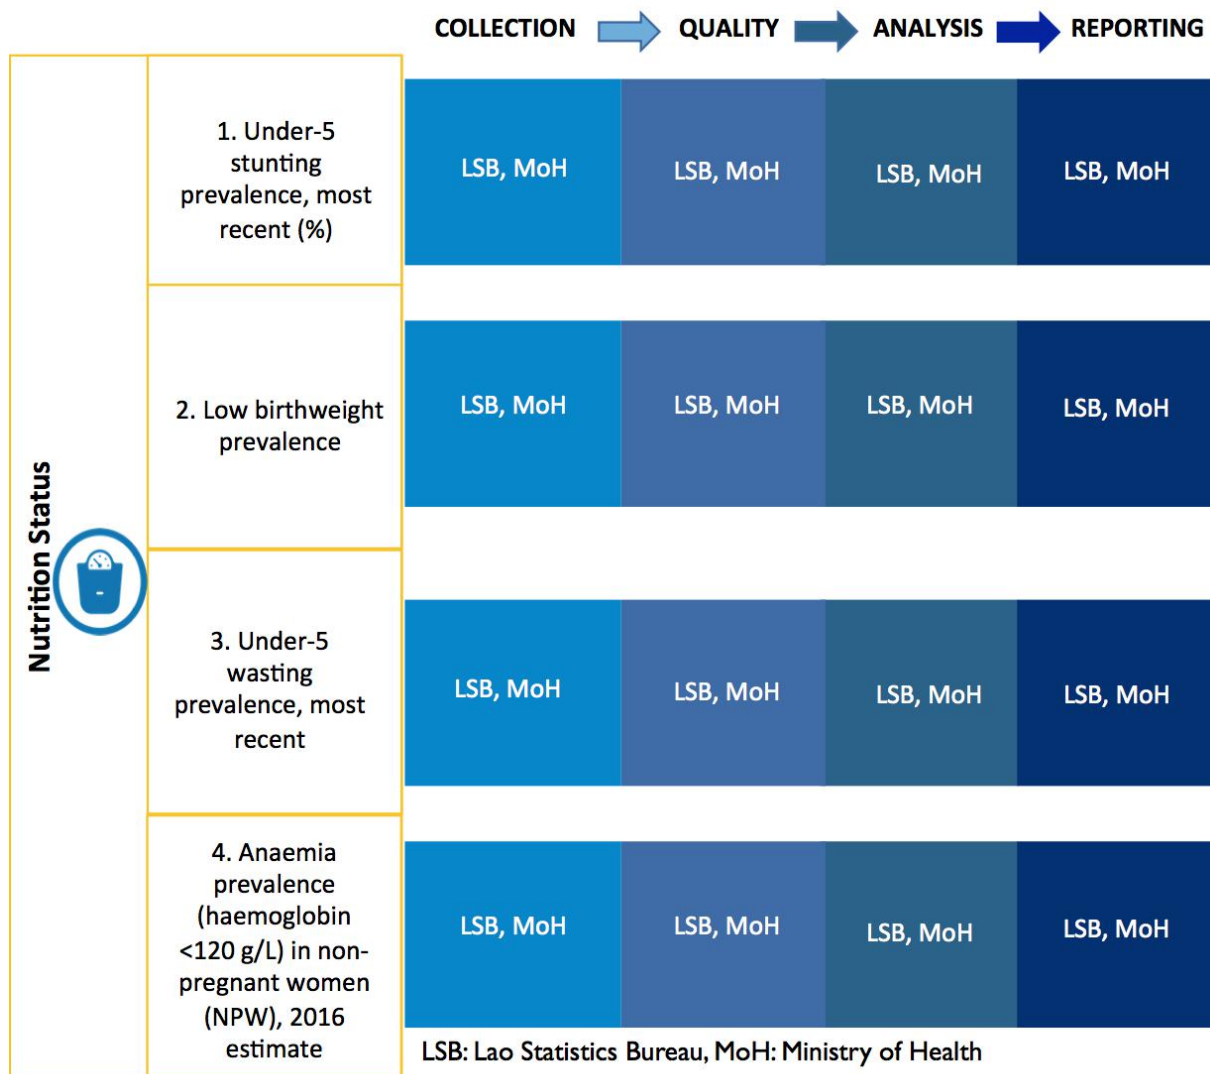 COLLECTION QUALITY ANALYSIS REPORTING
Nutrition Status
1. Under-5
stunting
prevalence, most
recent (%)
LSB, MoH LSB, MoH LSB, MoH LSB, MoH
2. Low birthweight
prevalence
LSB, MoH LSB, MoH LSB, MoH LSB, MoH
3. Under-5
wasting
prevalence, most
recent
LSB, MoH LSB, MoH LSB, MoH LSB, MoH
4. Anaemia
prevalence
(haemoglobin
<120 g/L) in non-
pregnant women
(NPW), 2016
estimate
LSB, MoH LSB, MoH LSB, MoH LSB, MoH
LSB: Lao Statistics Bureau, MoH: Ministry of Health